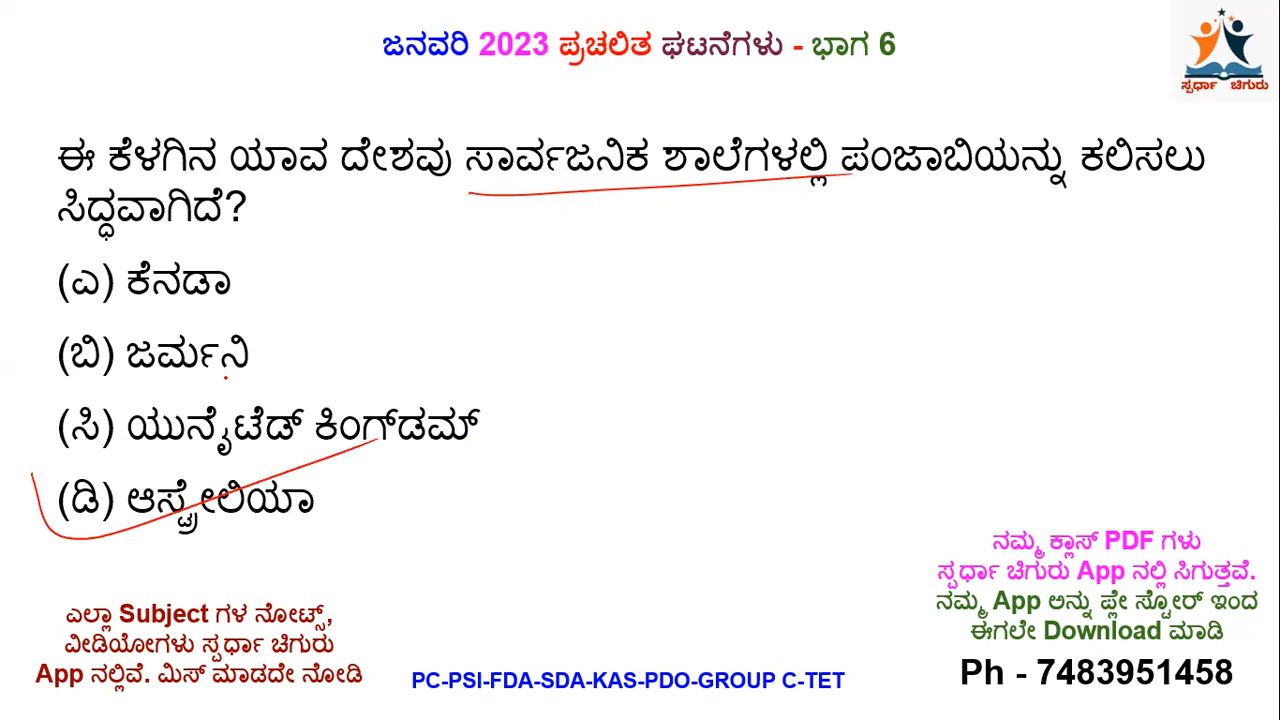 ಜನವರಿ 2023 ಪ್ರಚಲಿತ ಘಟನೆಗಳು - ಭಾಗ 6
ಸ್ಪರ್ಧಾ ಚಿಗುರು
ಈ ಕೆಳಗಿನ ಯಾವ ದೇಶವು ಸಾರ್ವಜನಿಕ ಶಾಲೆಗಳಲ್ಲಿ ಪಂಜಾಬಿಯನ್ನು ಕಲಿಸಲು
ಸಿದ್ಧವಾಗಿದೆ?
(ಎ) ಕೆನಡಾ
(ಬಿ) ಜರ್ಮನಿ
(ಸಿ) ಯುನೈಟೆಡ್ ಕಿಂಗ್‌ಡಮ್
(ಡಿ) ಆಸ್ಟ್ರೇಲಿಯಾ
ಎಲ್ಲಾ Subject ಗಳ ನೋಟ್ಸ್,
ವೀಡಿಯೋಗಳು ಸ್ಪರ್ಧಾ ಚಿಗುರು
App ನಲ್ಲಿವೆ. ಮಿಸ್ ಮಾಡದೇ ನೋಡಿ
PC-PSI-FDA-SDA-KAS-PDO-GROUP C-TET
ನಮ್ಮ ಕ್ಲಾಸ್ PDF ಗಳು
ಸ್ಪರ್ಧಾ ಚಿಗುರು App ನಲ್ಲಿ ಸಿಗುತ್ತವೆ.
ನಮ್ಮ App ಅನ್ನು ಪ್ಲೇ ಸ್ಟೋರ್ ಇಂದ
ಈಗಲೇ Download ಮಾಡಿ
Ph - 7483951458